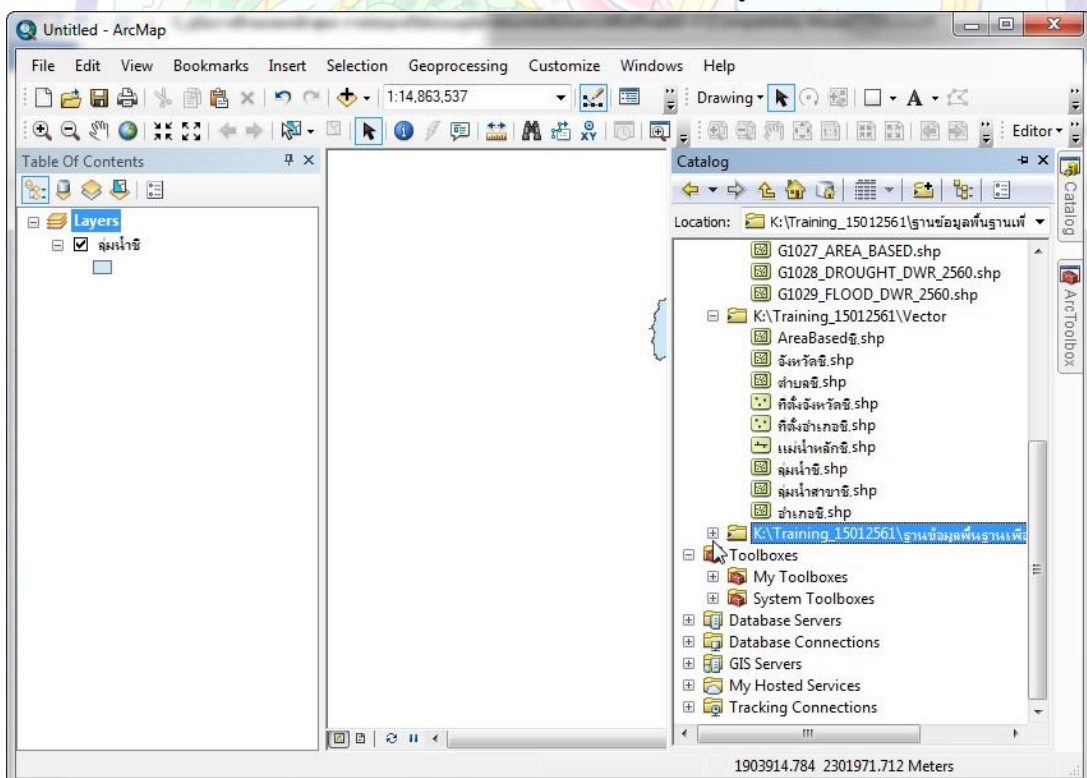 Untitled - ArcMap
File Edit View Bookmarks Insert Selection Geoprocessing Customize Windows Help
1:14,863,537
Drawing
A
XY
Editor
Table Of Contents
Layers
ลุ่มน้ำชี
Catalog
Location: K:\Training_15012561\ฐานข้อมูลพื้นฐานเพื่
G1027_AREA_BASED.shp
G1028_DROUGHT_DWR_2560.shp
G1029_FLOOD_DWR_2560.shp
K:\Training_15012561\Vector
AreaBasedชี.shp
จังหวัดชี.shp
ตำบลชี.shp
ที่ตั้งจังหวัดชี.shp
ที่ตั้งอำเภอชี.shp
แม่น้ำหลักชี.shp
ลุ่มน้ำชี.shp
ลุ่มน้ำสาขาชี.shp
อำเภอชี.shp
K:\Training_15012561\ฐานข้อมูลพื้นฐานเพื่อ
Toolboxes
My Toolboxes
System Toolboxes
Database Servers
Database Connections
GIS Servers
My Hosted Services
Tracking Connections
Catalog
ArcToolbox
1903914.784 2301971.712 Meters